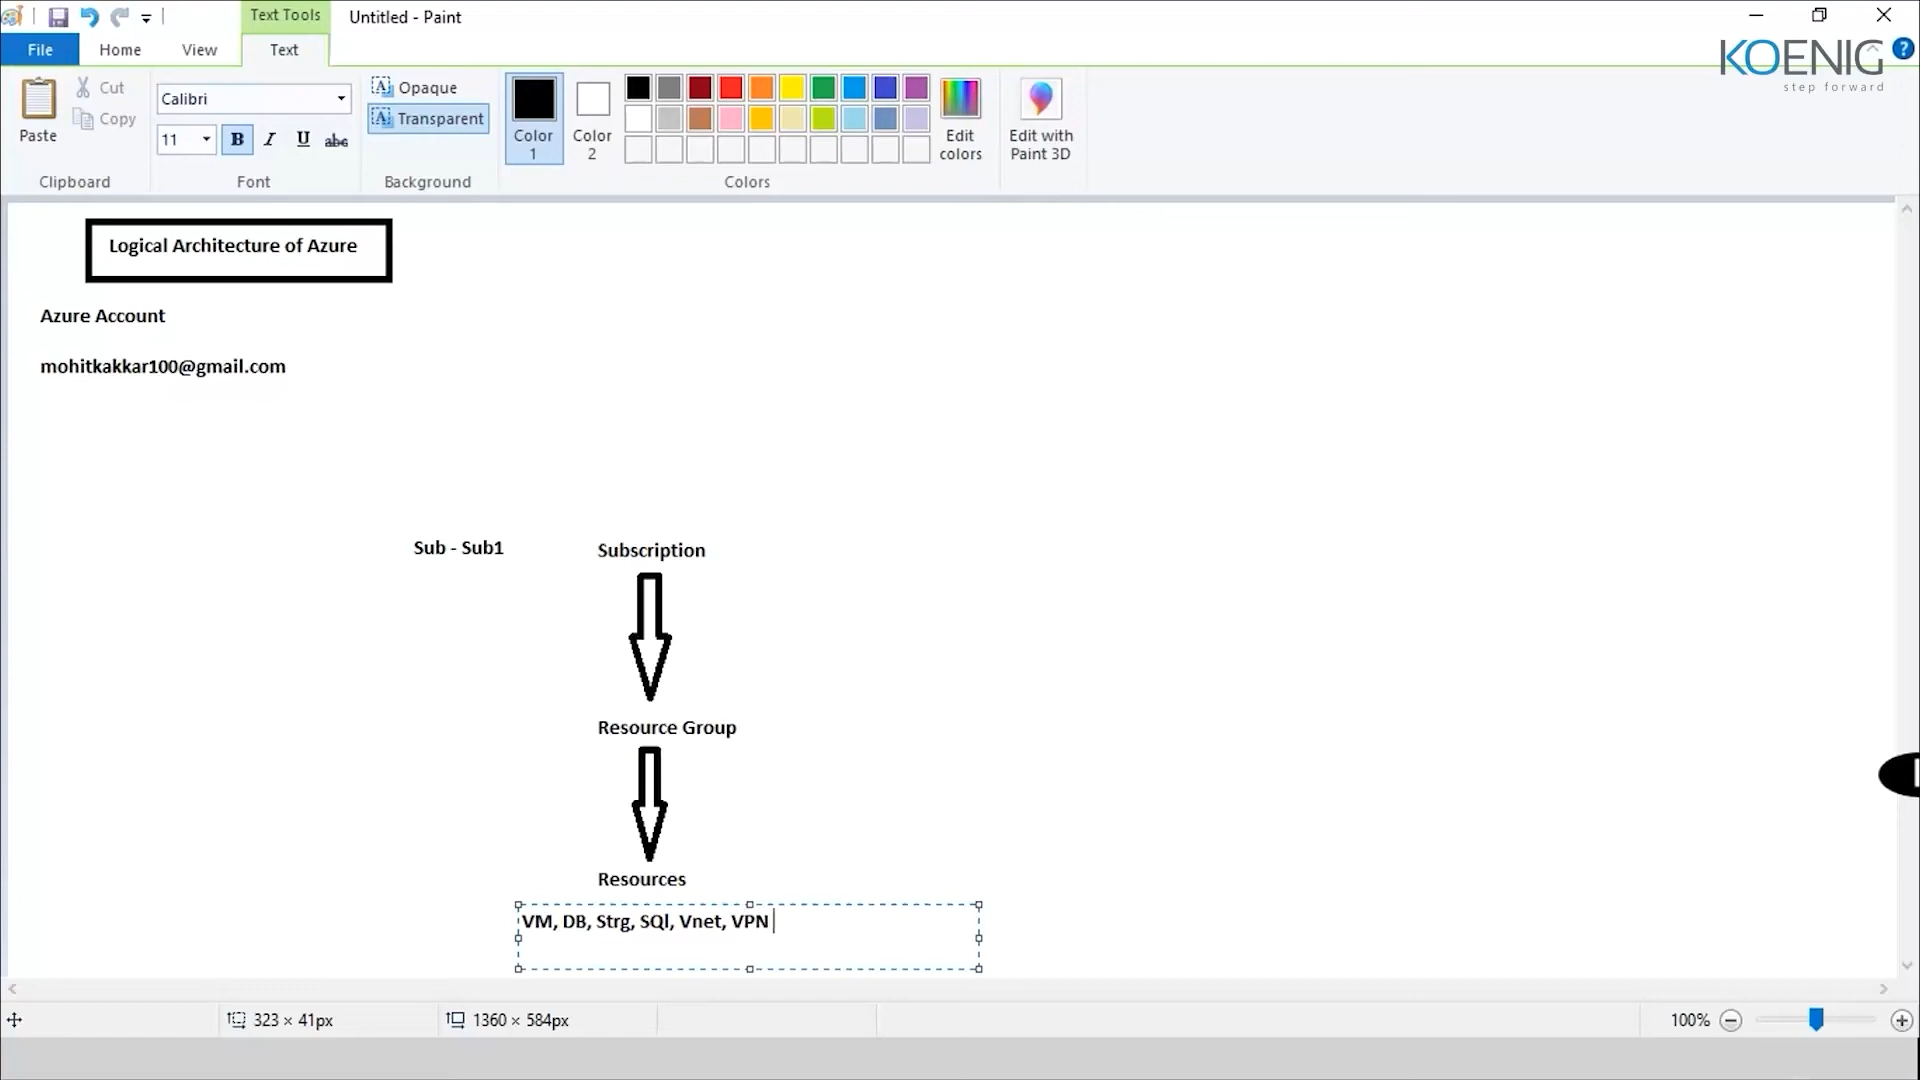 Text Tools
Untitled - Paint
File
Home
View
Text
KOENIG
step forward
Paste
Cut
Copy
Clipboard
Calibri
11
B
I
U
abc
Font
Opaque
Transparent
Background
Color
1
Color
2
Edit
colors
Colors
Edit with
Paint 3D
Logical Architecture of Azure
Azure Account
mohitkakkar100@gmail.com
Sub - Sub1
Subscription
Resource Group
Resources
VM, DB, Strg, SQl, Vnet, VPN
323 × 41px
1360 × 584px
100%